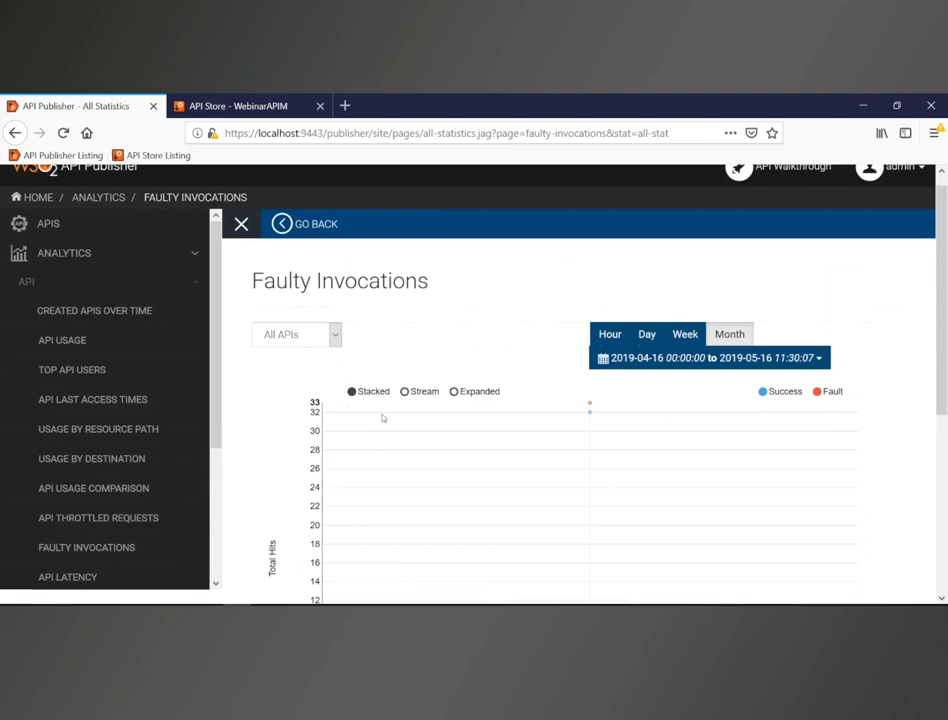 API Publisher - All Statistics
API Store - WebinarAPIM
https://localhost:9443/publisher/site/pages/all-statistics.jag?page=faulty-invocations&stat=all-stat
API Publisher Listing
API Store Listing
WSO2 API Publisher
API Walkthrough
admin
HOME / ANALYTICS / FAULTY INVOCATIONS
APIS
GO BACK
ANALYTICS
API
CREATED APIS OVER TIME
API USAGE
TOP API USERS
API LAST ACCESS TIMES
USAGE BY RESOURCE PATH
USAGE BY DESTINATION
API USAGE COMPARISON
API THROTTLED REQUESTS
FAULTY INVOCATIONS
API LATENCY
Faulty Invocations
All APIs
Hour Day Week Month
2019-04-16 00:00:00 to 2019-05-16 11:30:07
Stacked Stream Expanded
Success Fault
33
32
30
28
26
24
22
20
18
16
14
12
Total Hits